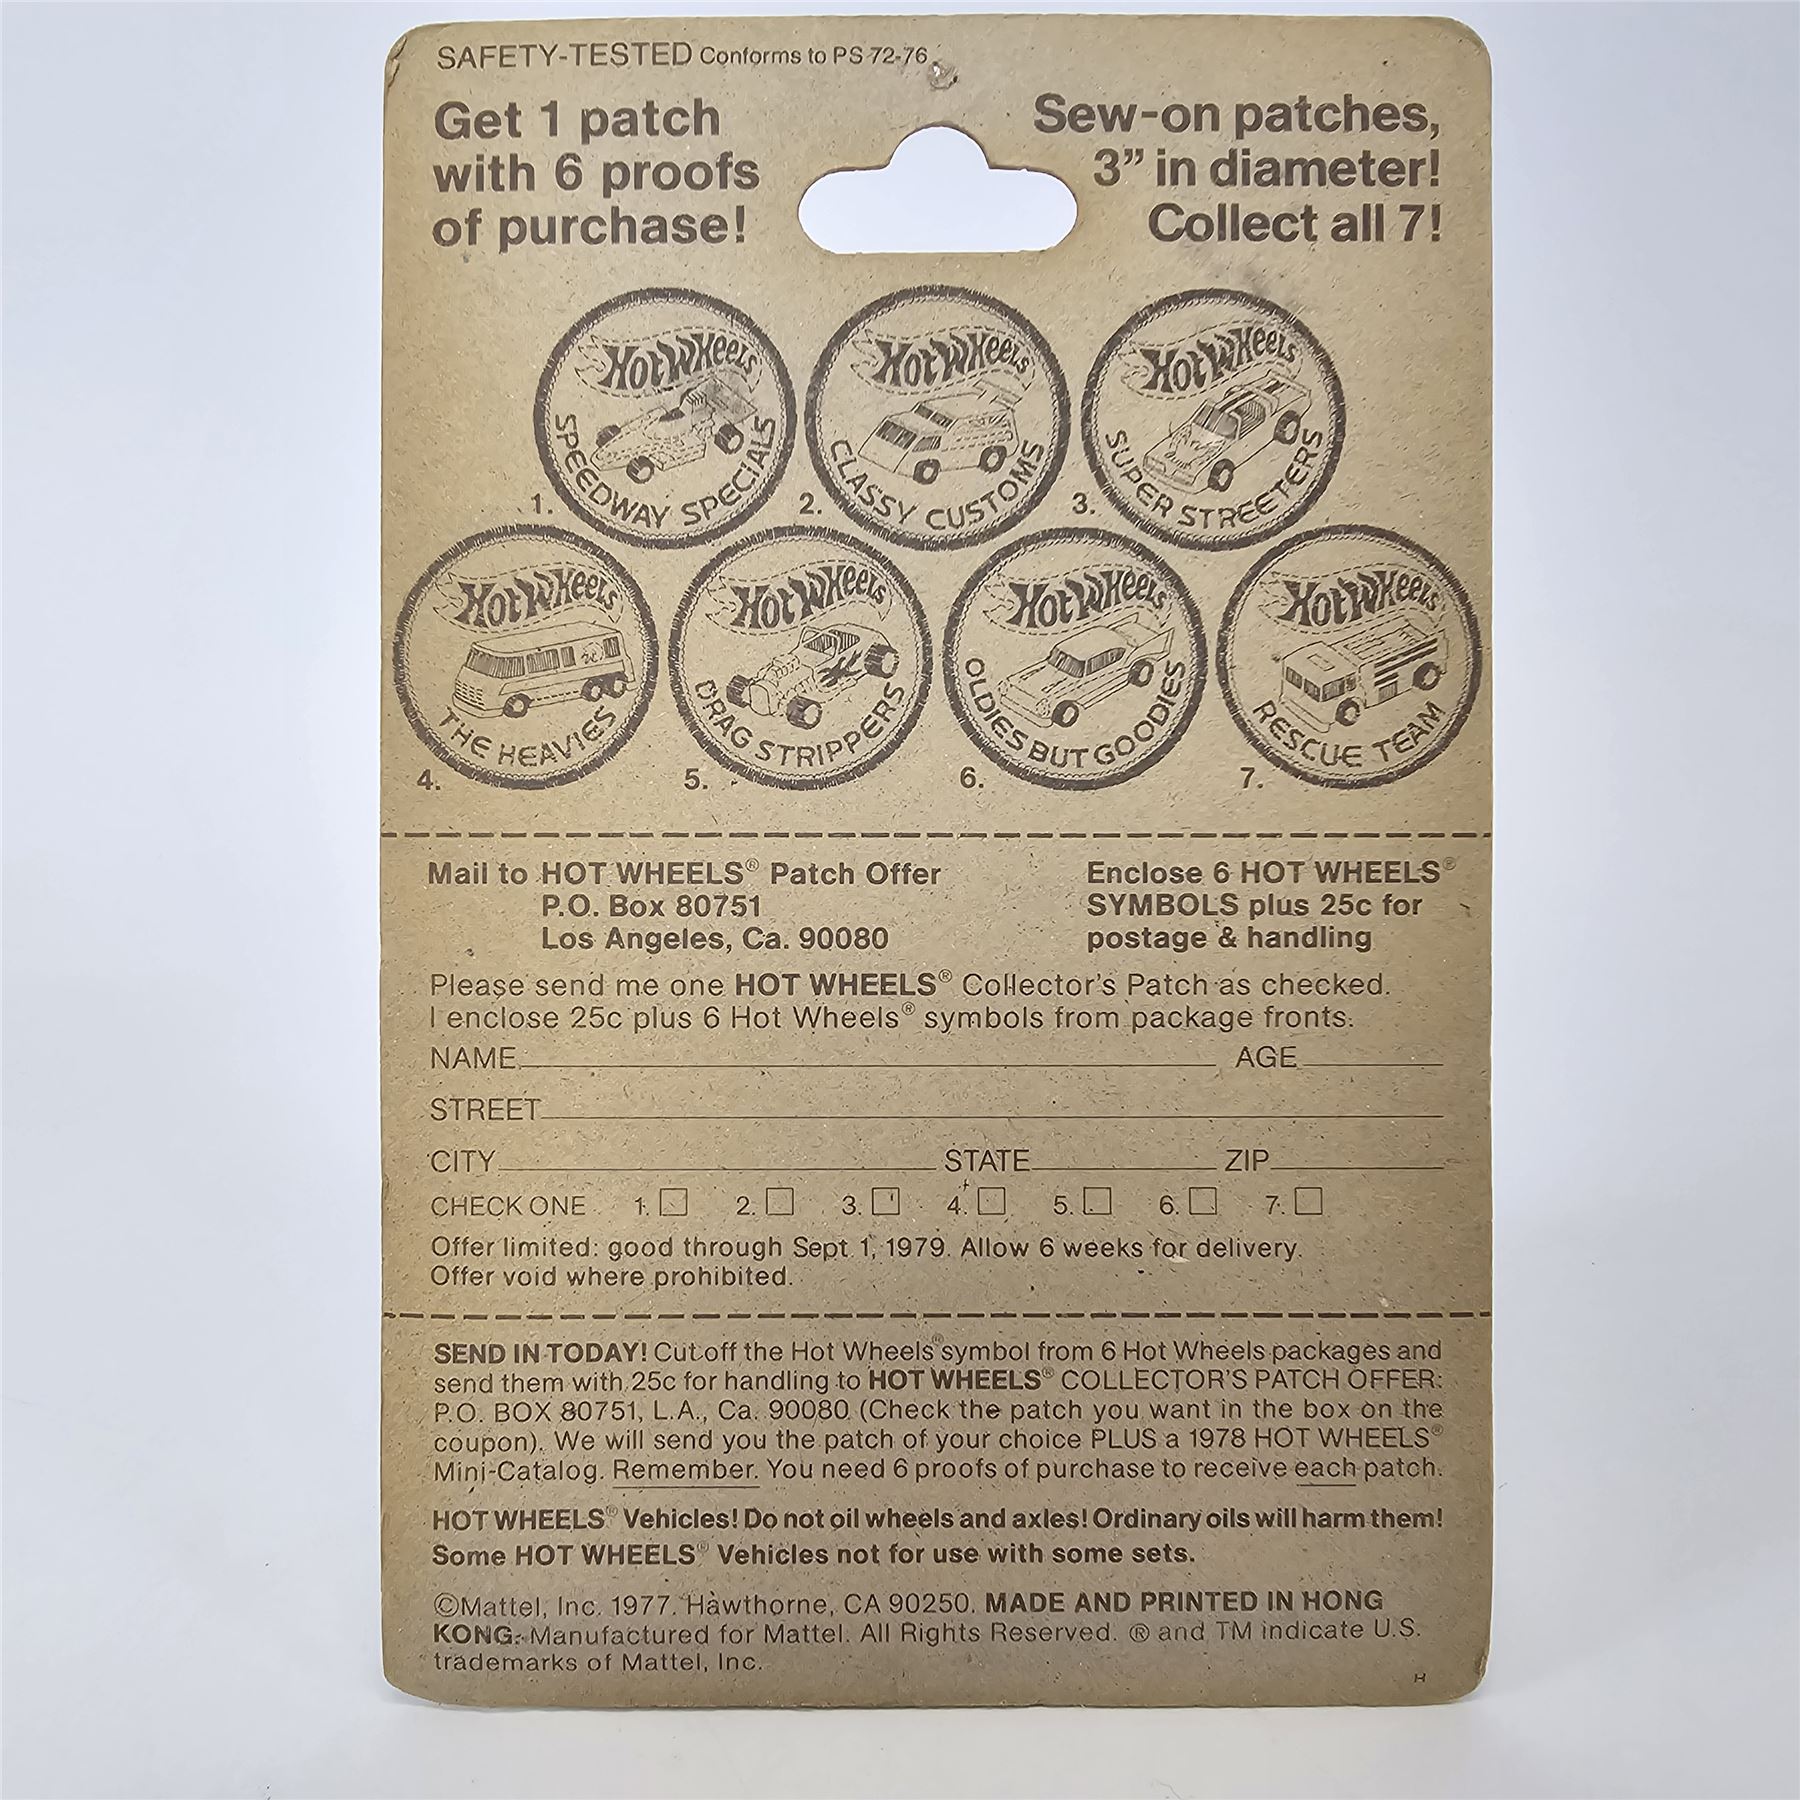 SAFETY-TESTED Conforms to PS 72-76
Get 1 patch
with 6 proofs
of purchase!
Sew-on patches,
3” in diameter!
Collect all 7!
1. Hot Wheels SPEEDWAY SPECIALS
2. Hot Wheels CLASSY CUSTOMS
3. Hot Wheels SUPER STREETERS
4. Hot Wheels THE HEAVIES
5. Hot Wheels DRAG STRIPPERS
6. Hot Wheels OLDIES BUT GOODIES
7. Hot Wheels RESCUE TEAM
Mail to HOT WHEELS® Patch Offer
P.O. Box 80751
Los Angeles, Ca. 90080
Enclose 6 HOT WHEELS®
SYMBOLS plus 25c for
postage & handling
Please send me one HOT WHEELS® Collector's Patch as checked.
I enclose 25c plus 6 Hot Wheels® symbols from package fronts.
NAME AGE
STREET
CITY STATE ZIP
CHECK ONE 1. 2. 3. 4. 5. 6. 7.
Offer limited: good through Sept. 1, 1979. Allow 6 weeks for delivery.
Offer void where prohibited.
SEND IN TODAY! Cut off the Hot Wheels® symbol from 6 Hot Wheels packages and
send them with 25c for handling to HOT WHEELS® COLLECTOR'S PATCH OFFER:
P.O. BOX 80751, L.A., Ca. 90080 (Check the patch you want in the box on the
coupon). We will send you the patch of your choice PLUS a 1978 HOT WHEELS®
Mini-Catalog. Remember. You need 6 proofs of purchase to receive each patch.
HOT WHEELS® Vehicles! Do not oil wheels and axles! Ordinary oils will harm them!
Some HOT WHEELS® Vehicles not for use with some sets.
©Mattel, Inc. 1977. Hawthorne, CA 90250. MADE AND PRINTED IN HONG
KONG. Manufactured for Mattel. All Rights Reserved. ® and TM indicate U.S.
trademarks of Mattel, Inc.
H